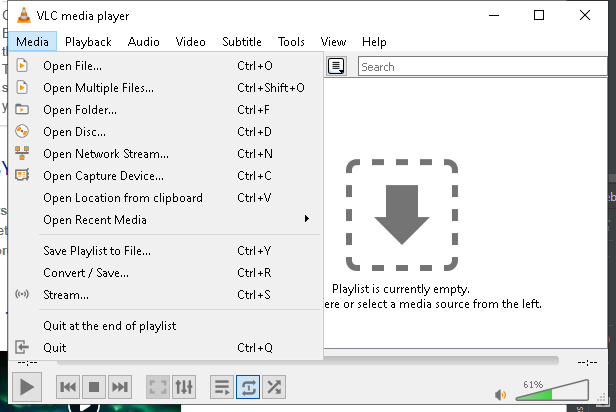 VLC media player
Media Playback Audio Video Subtitle Tools View Help
Open File... Ctrl+O
Open Multiple Files... Ctrl+Shift+O
Open Folder... Ctrl+F
Open Disc... Ctrl+D
Open Network Stream... Ctrl+N
Open Capture Device... Ctrl+C
Open Location from clipboard Ctrl+V
Open Recent Media
Save Playlist to File... Ctrl+Y
Convert / Save... Ctrl+R
Stream... Ctrl+S
Quit at the end of playlist
Quit Ctrl+Q
Search
Playlist is currently empty.
ere or select a media source from the left.
--:-- --:--
61%